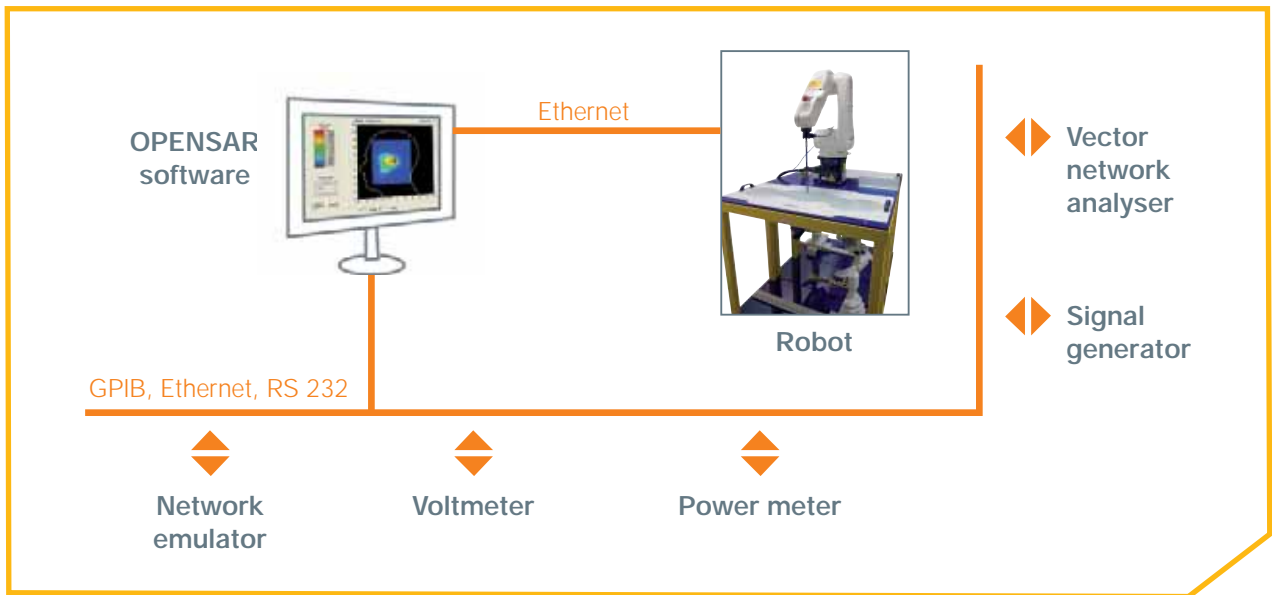 Ethernet
OPENSAR
software
Vector
network
analyser
Robot
Signal
generator
GPIB, Ethernet, RS 232
Network
emulator
Voltmeter
Power meter